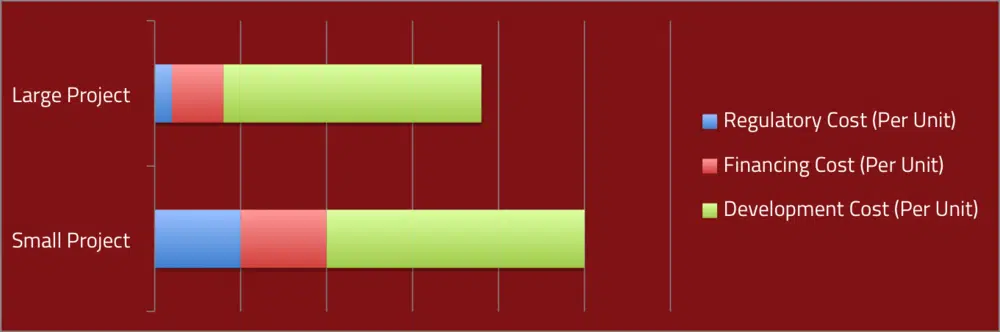 Large Project
Small Project
Regulatory Cost (Per Unit)
Financing Cost (Per Unit)
Development Cost (Per Unit)